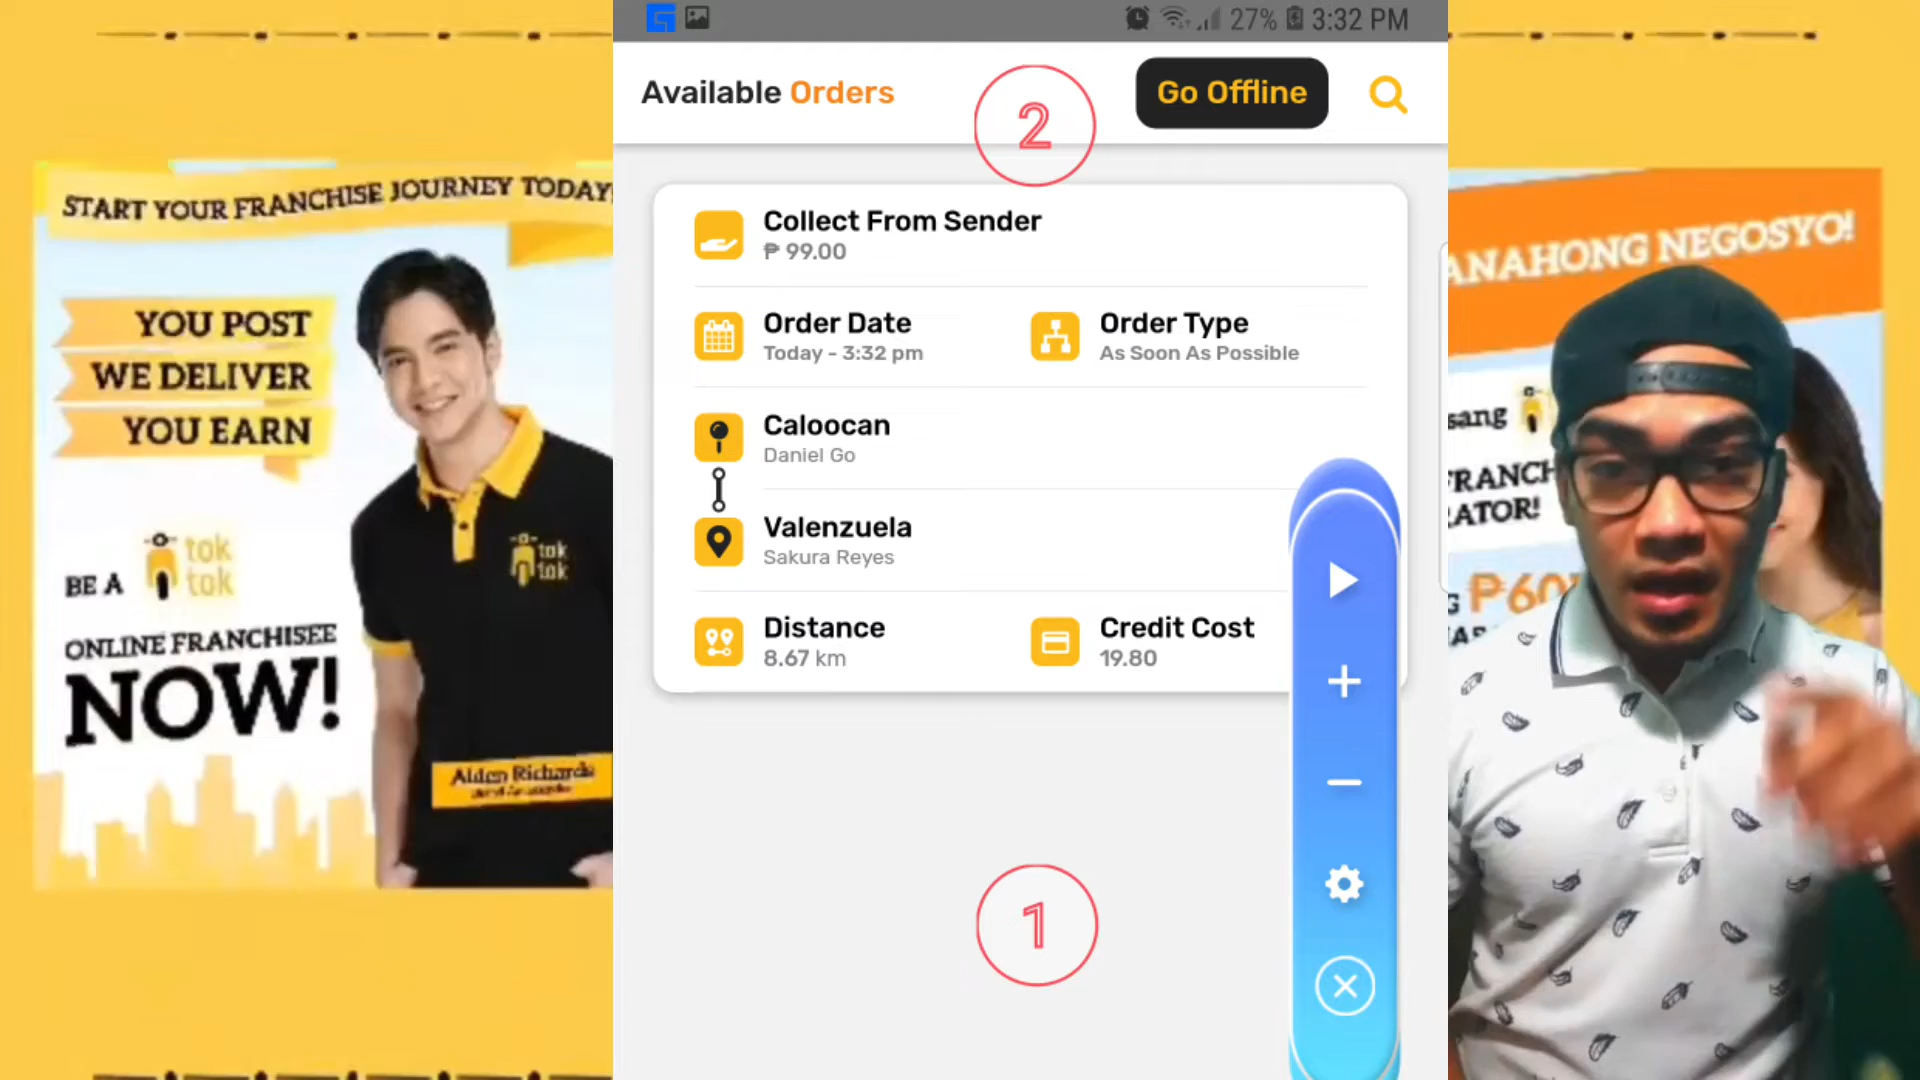 START YOUR FRANCHISE JOURNEY TODAY!
YOU POST
WE DELIVER
YOU EARN
BE A tok tok
ONLINE FRANCHISEE
NOW!
tok
tok
Alden Richards
27% 3:32 PM
Available Orders
2
Go Offline
Collect From Sender
₱ 99.00
Order Date
Today - 3:32 pm
Order Type
As Soon As Possible
Caloocan
Daniel Go
Valenzuela
Sakura Reyes
Distance
8.67 km
Credit Cost
19.80
1
ANAHONG NEGOSYO!
sang
FRANCH
ATOR!
₱60